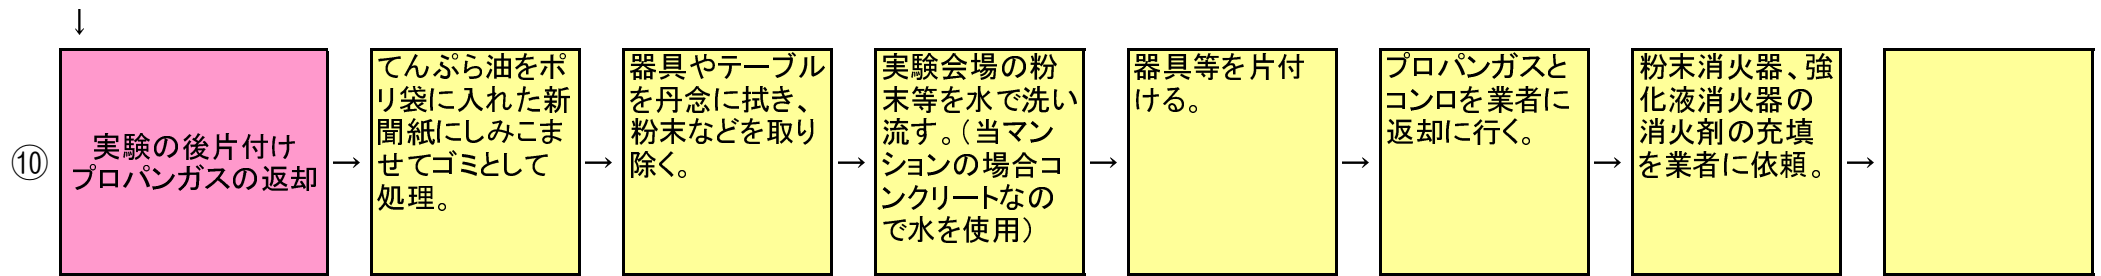 ↓
⑩
実験の後片付け
プロパンガスの返却
→
てんぷら油をポ
リ袋に入れた新
聞紙にしみこま
せてゴミとして
処理。
→
器具やテーブル
を丹念に拭き、
粉末などを取り
除く。
→
実験会場の粉
末等を水で洗い
流す。（当マン
ションの場合コ
ンクリートなの
で水を使用）
→
器具等を片付
ける。
→
プロパンガスと
コンロを業者に
返却に行く。
→
粉末消火器、強
化液消火器の
消火剤の充填
を業者に依頼。
→